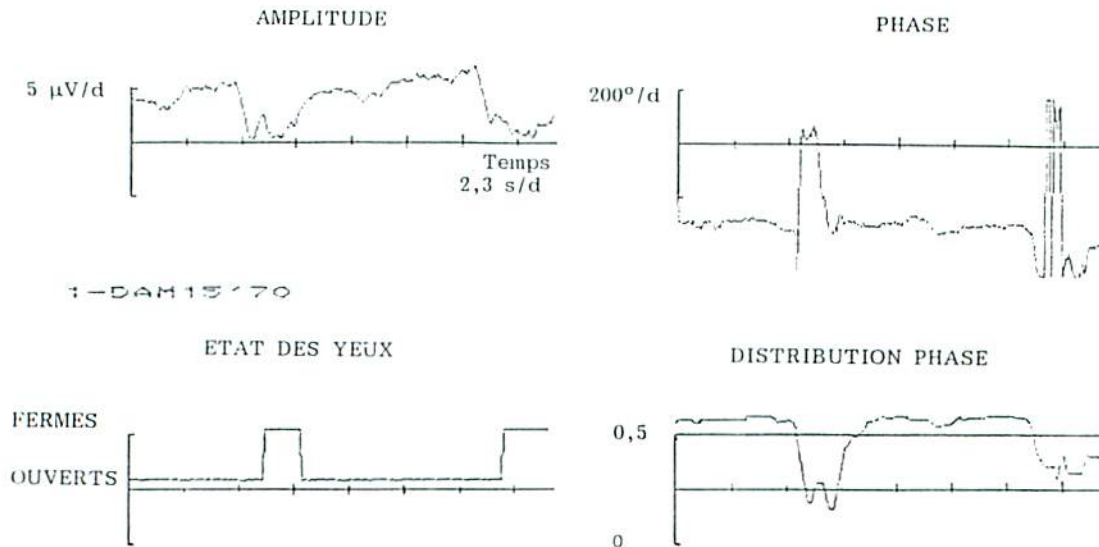 AMPLITUDE
PHASE
5 µV/d
200°/d
Temps
2,3 s/d
1-DAM15'70
ETAT DES YEUX
DISTRIBUTION PHASE
FERMES
0,5
OUVERTS
0